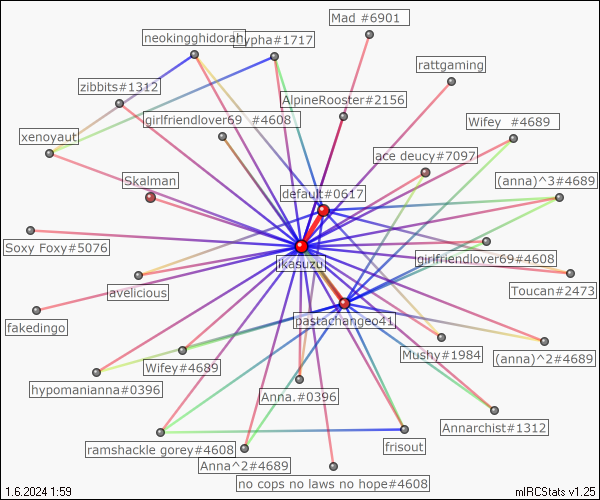 Mad #6901
neokingghidorah
hypha#1717
rattgaming
zibbits#1312
AlpineRooster#2156
girlfriendlover69 #4608
Wifey #4689
xenoyaut
ace deucy#7097
Skalman
(anna)^3#4689
default#0617
Soxy Foxy#5076
ikasuzu
girlfriendlover69#4608
avelicious
Toucan#2473
fakedingo
pastachangeo41
Mushy#1984
(anna)^2#4689
Wifey#4689
hypomanianna#0396
Anna.#0396
Annarchist#1312
ramshackle gorey#4608
frisout
Anna^2#4689
no cops no laws no hope#4608
1.6.2024 1:59
mIRCStats v1.25